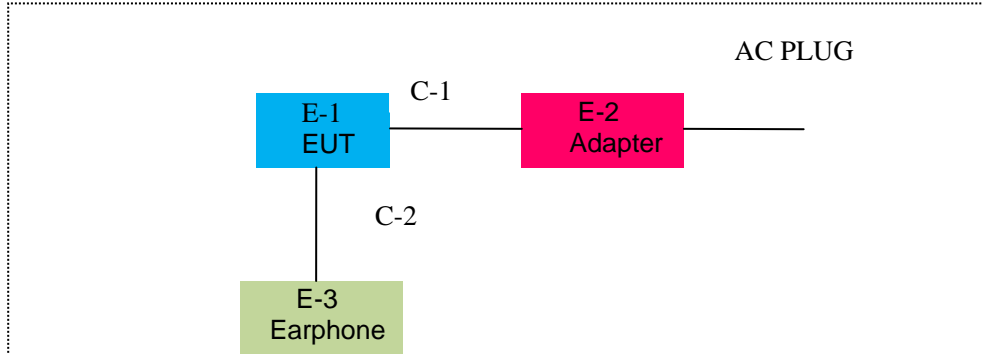 AC PLUG
C-1
E-1
EUT
E-2
Adapter
C-2
E-3
Earphone